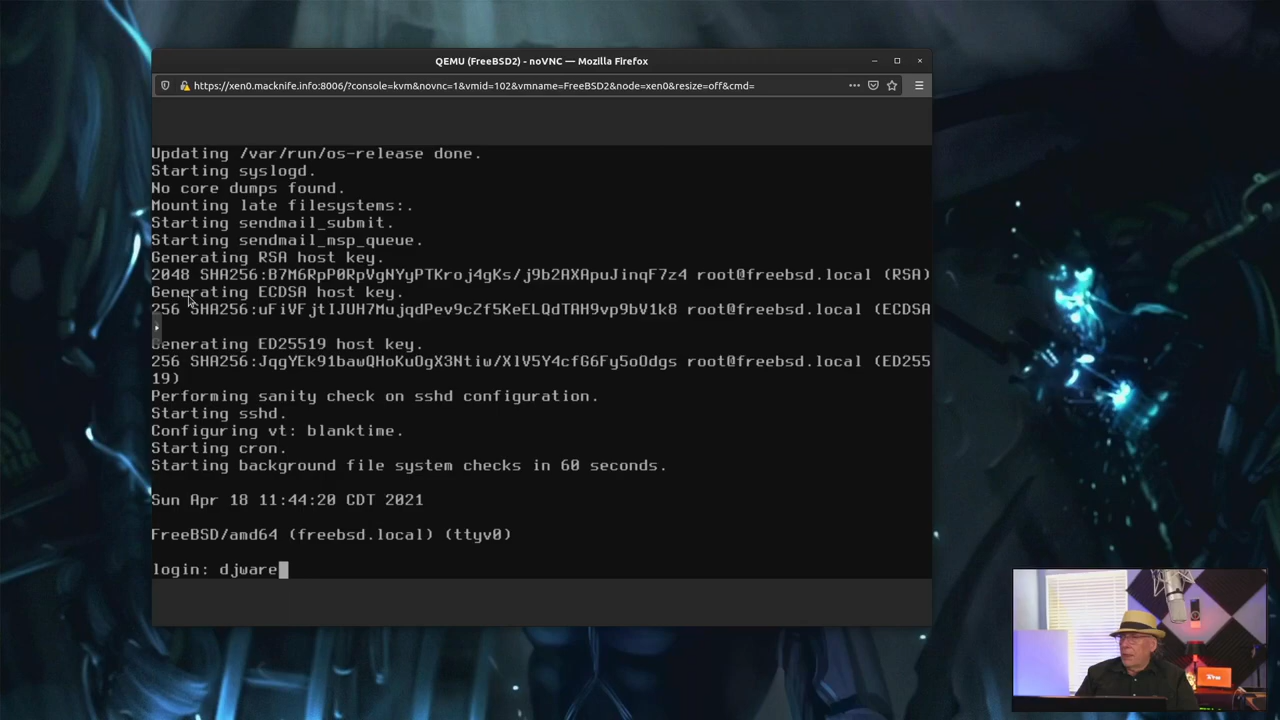 QEMU (FreeBSD2) - noVNC — Mozilla Firefox
https://xen0.macknife.info:8006/?console=kvm&novnc=1&vmid=102&vmname=FreeBSD2&node=xen0&resize=off&cmd=
Updating /var/run/os-release done.
Starting syslogd.
No core dumps found.
Mounting late filesystems:.
Starting sendmail_submit.
Starting sendmail_msp_queue.
Generating RSA host key.
2048 SHA256:B7M6RpP0RpVgNYyPTKroj4gKs/j9b2AXApuJinqF7z4 root@freebsd.local (RSA)
Generating ECDSA host key.
256 SHA256:uFiVFjtIJUH7MujqdPev9cZf5KeELQdTAH9vp9bV1k8 root@freebsd.local (ECDSA
Generating ED25519 host key.
256 SHA256:JqgYEk91bawQHoKuOgX3Ntiw/XlV5Y4cfG6Fy5oOdgs root@freebsd.local (ED255
19)
Performing sanity check on sshd configuration.
Starting sshd.
Configuring vt: blanktime.
Starting cron.
Starting background file system checks in 60 seconds.
Sun Apr 18 11:44:20 CDT 2021
FreeBSD/amd64 (freebsd.local) (ttyv0)
login: djware